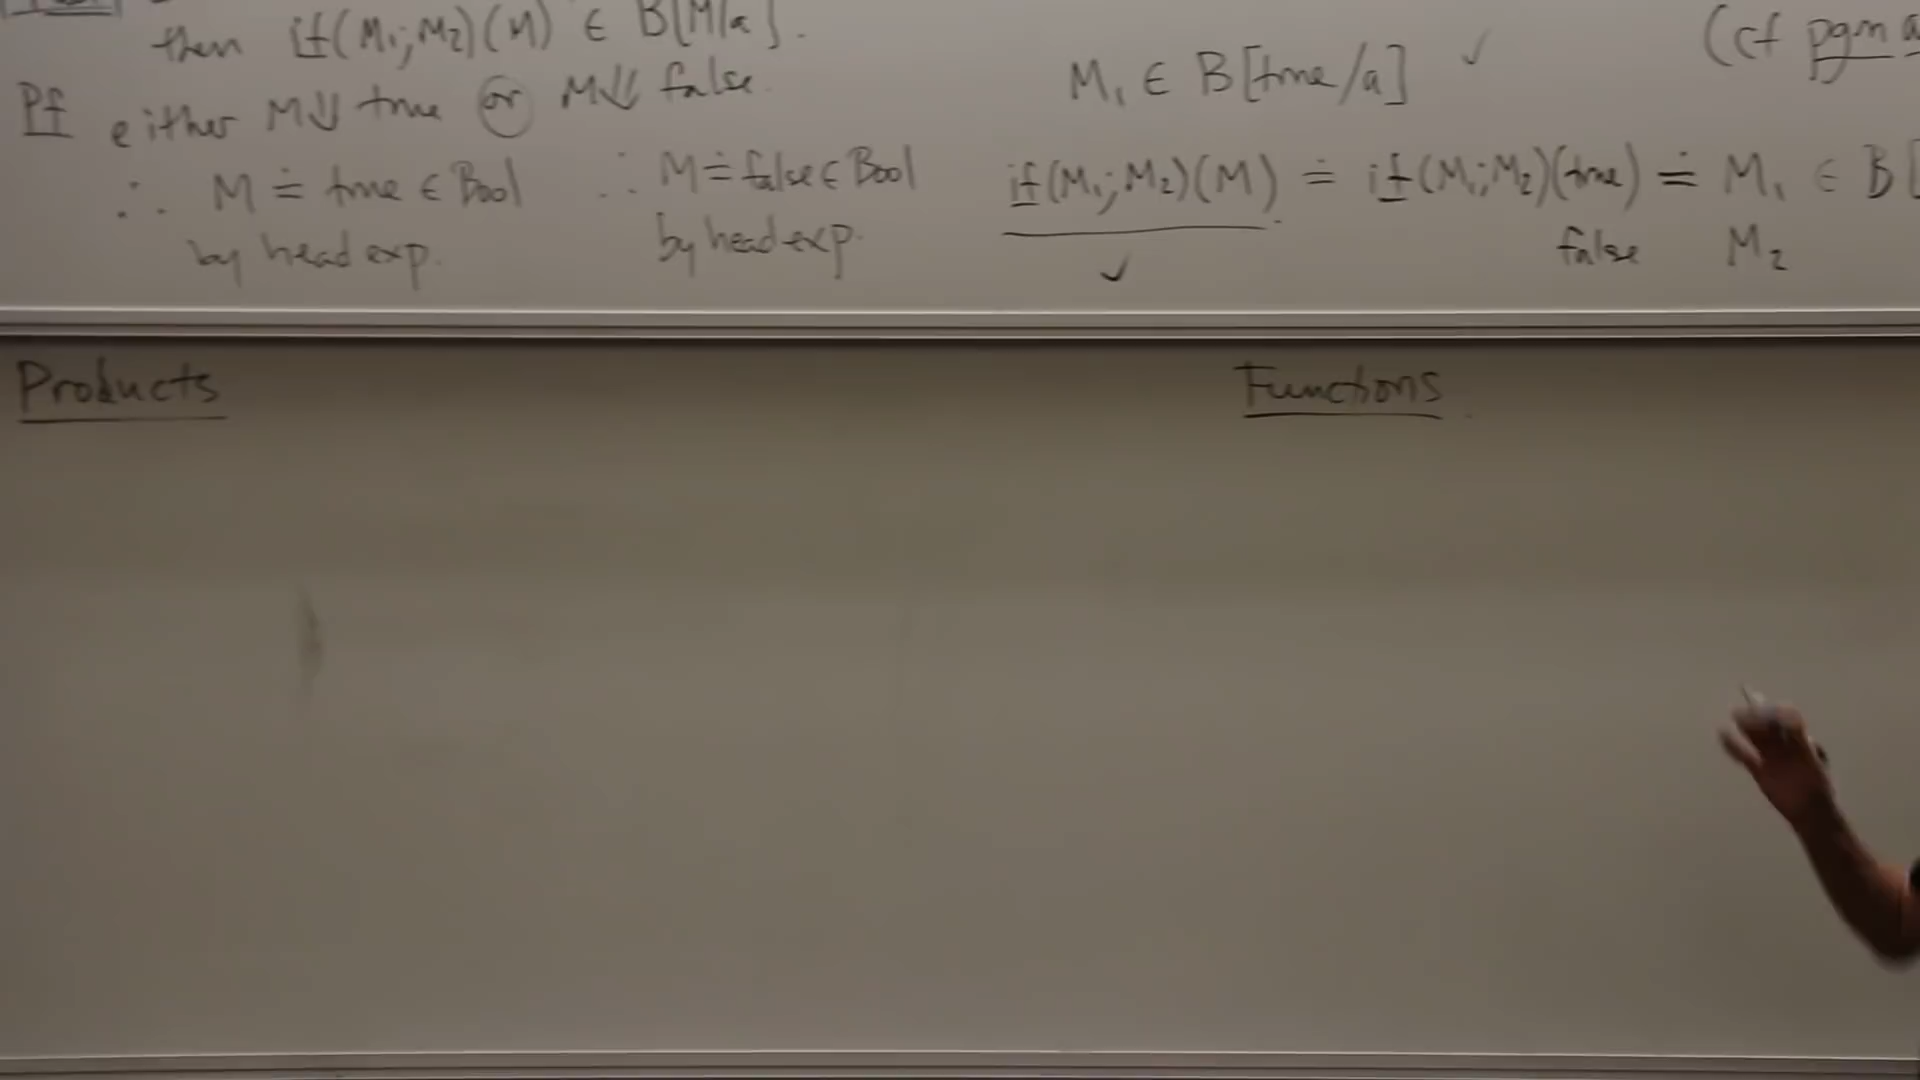 then if(M₁; M₂)(M) ∈ B[M/a].
Pf either M⇓ true or M⇓ false.
∴ M ≐ true ∈ Bool
by head exp.
∴ M ≐ false ∈ Bool
by head exp.
M₁ ∈ B[true/a] ✓
(cf pgm
if(M₁; M₂)(M) ≐ if(M₁; M₂)(true) ≐ M₁ ∈ B[
✓ false M₂
Products
Functions